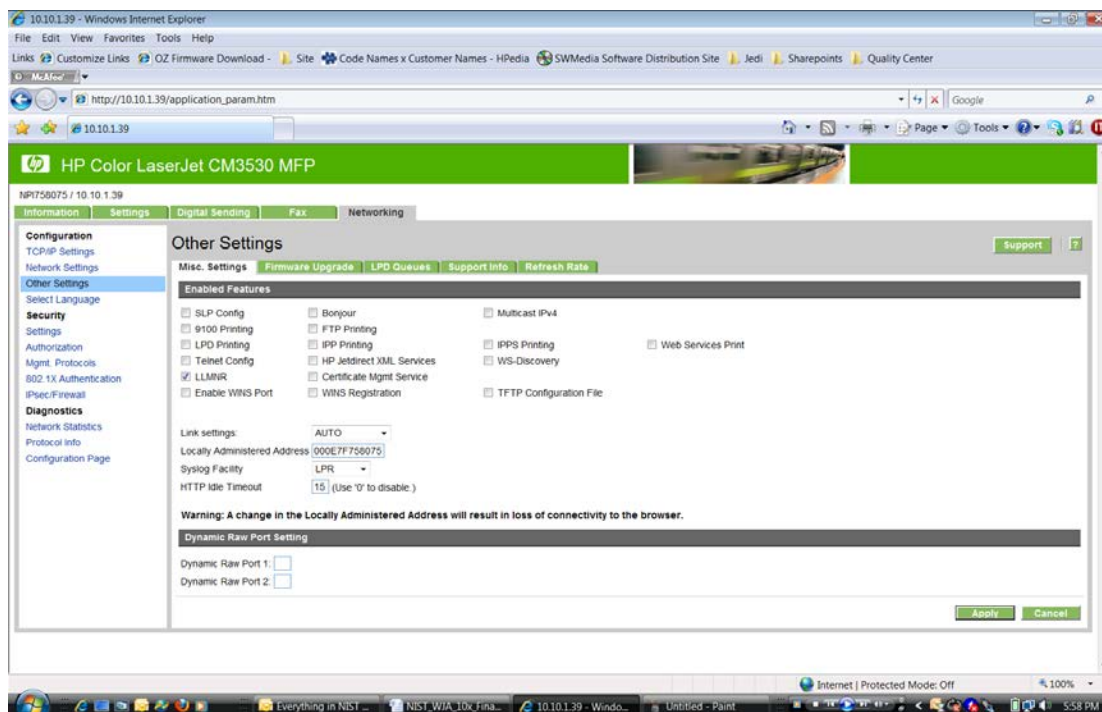 10.10.1.39 - Windows Internet Explorer
File Edit View Favorites Tools Help
Links Customize Links OZ Firmware Download - Site Code Names x Customer Names - HPedia SWMedia Software Distribution Site Jedi Sharepoints Quality Center
McAfee
http://10.10.1.39/application_param.htm Google
10.10.1.39 Page Tools
hp HP Color LaserJet CM3530 MFP
NPI758075 / 10.10.1.39
Information Settings Digital Sending Fax Networking
Configuration
TCP/IP Settings
Network Settings
Other Settings
Select Language
Security
Settings
Authorization
Mgmt. Protocols
802.1X Authentication
IPsec/Firewall
Diagnostics
Network Statistics
Protocol Info
Configuration Page
Other Settings Support ?
Misc. Settings Firmware Upgrade LPD Queues Support Info Refresh Rate
Enabled Features
SLP Config Bonjour Multicast IPv4
9100 Printing FTP Printing
LPD Printing IPP Printing IPPS Printing Web Services Print
Telnet Config HP Jetdirect XML Services WS-Discovery
LLMNR Certificate Mgmt Service
Enable WINS Port WINS Registration TFTP Configuration File
Link settings: AUTO
Locally Administered Address 000E7F758075
Syslog Facility LPR
HTTP Idle Timeout 15 (Use '0' to disable.)
Warning: A change in the Locally Administered Address will result in loss of connectivity to the browser.
Dynamic Raw Port Setting
Dynamic Raw Port 1:
Dynamic Raw Port 2:
Apply Cancel
Internet | Protected Mode: Off 100%
Everything in NIST ... NIST_WJA_10x_Fina... 10.10.1.39 - Windo... Untitled - Paint 5:58 PM